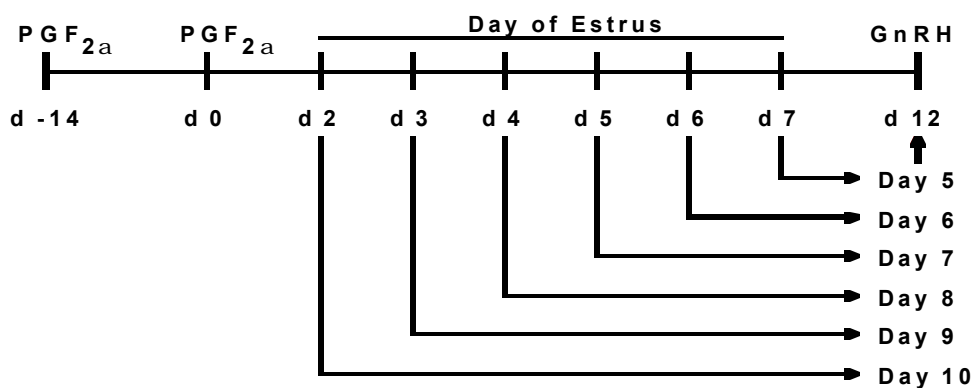 Day of Estrus
PGF2a PGF2a GnRH
d -14 d 0 d 2 d 3 d 4 d 5 d 6 d 7 d 12
Day 5
Day 6
Day 7
Day 8
Day 9
Day 10